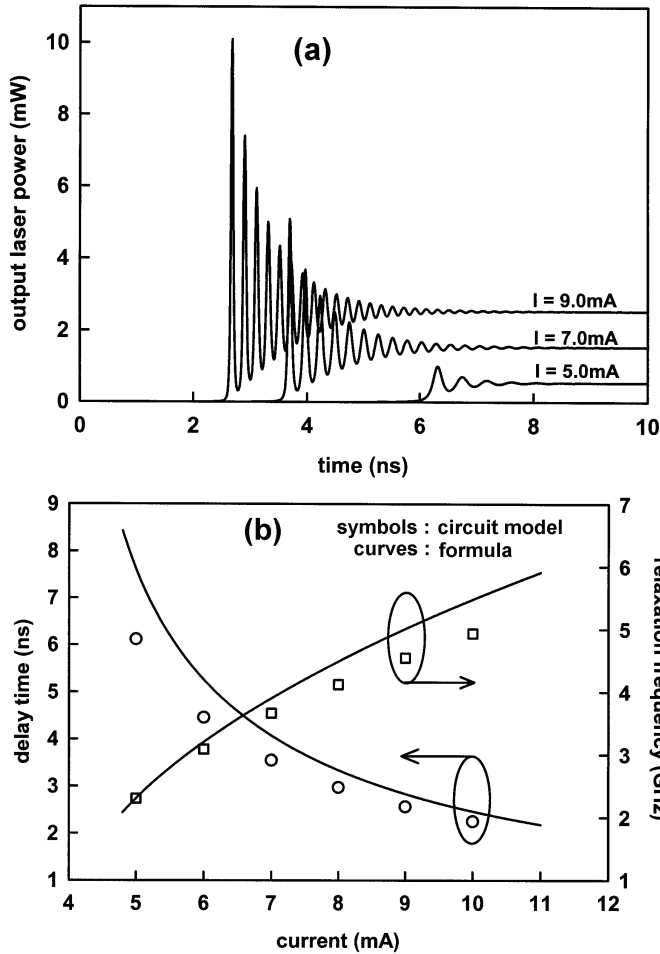 (a)
output laser power (mW)
10
8
6
4
2
0
I = 9.0mA
I = 7.0mA
I = 5.0mA
0 2 4 6 8 10
time (ns)
(b)
symbols : circuit model
curves : formula
delay time (ns)
9
8
7
6
5
4
3
2
1
7
6
5
4
3
2
1
relaxation frequency (GHz)
4 5 6 7 8 9 10 11 12
current (mA)